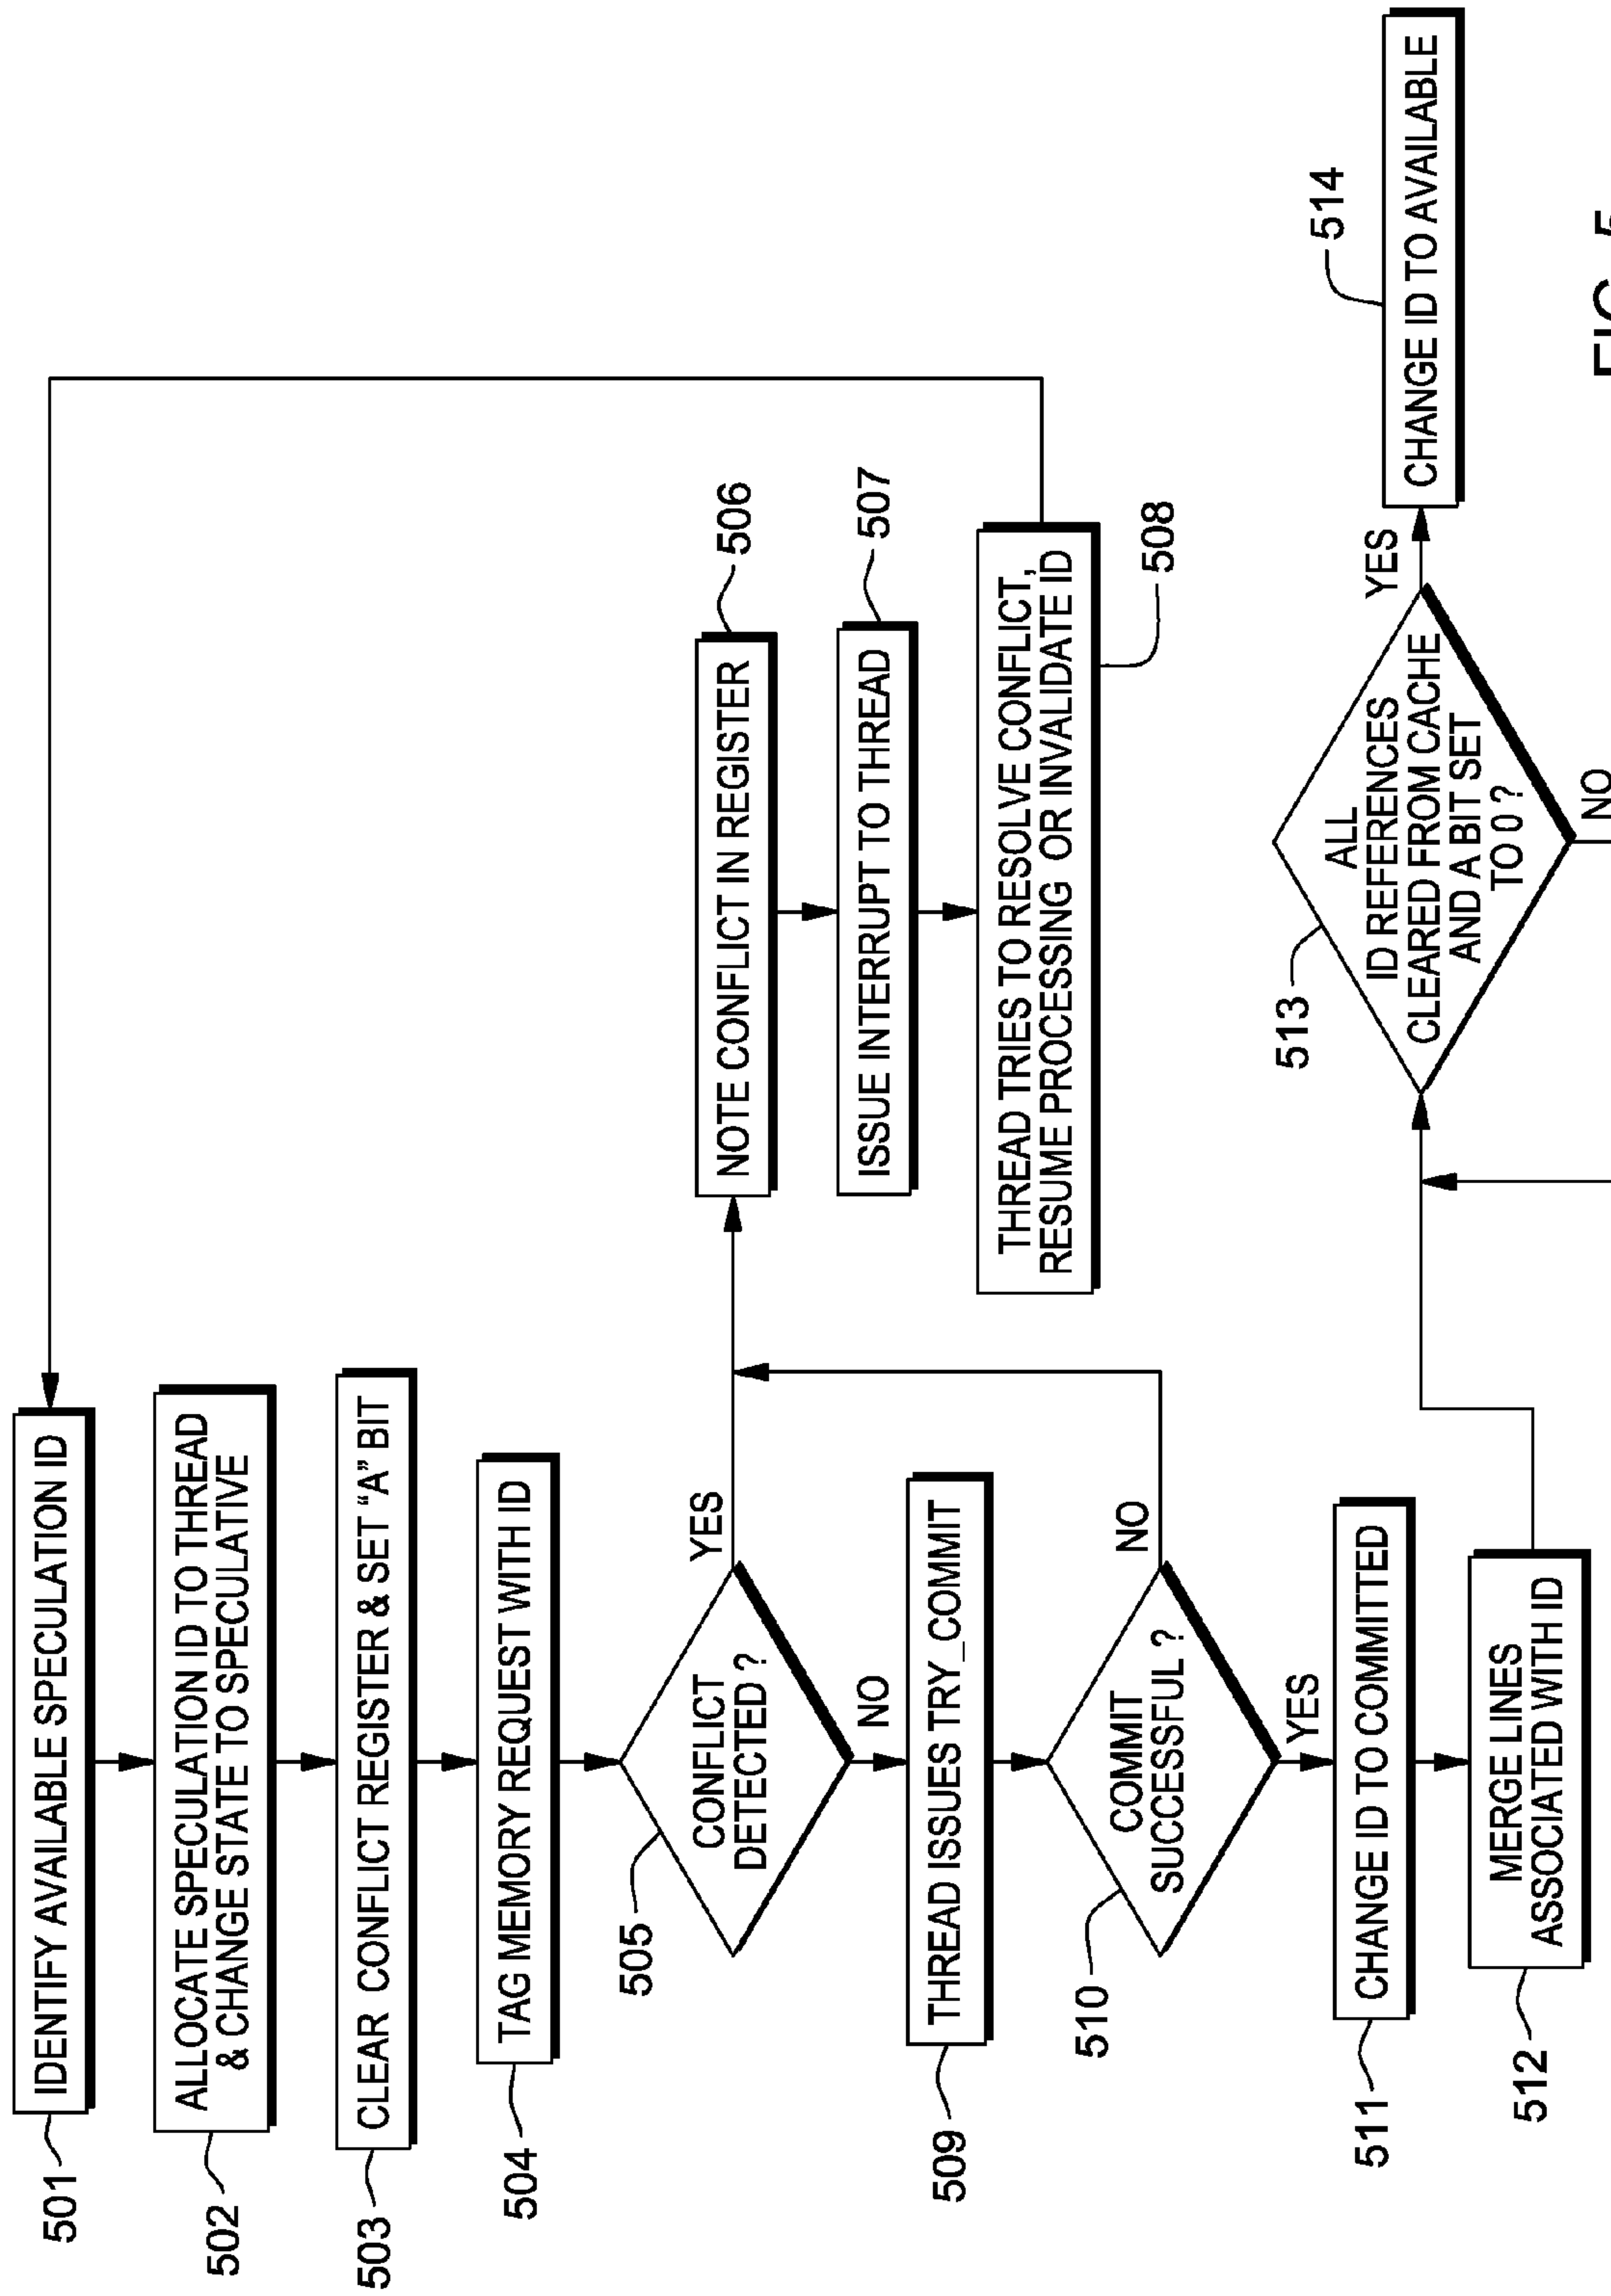 501
IDENTIFY AVAILABLE SPECULATION ID
502
ALLOCATE SPECULATION ID TO THREAD
& CHANGE STATE TO SPECULATIVE
503
CLEAR CONFLICT REGISTER & SET "A" BIT
504
TAG MEMORY REQUEST WITH ID
505
CONFLICT
DETECTED ?
YES
NO
506
NOTE CONFLICT IN REGISTER
507
ISSUE INTERRUPT TO THREAD
508
THREAD TRIES TO RESOLVE CONFLICT,
RESUME PROCESSING OR INVALIDATE ID
509
THREAD ISSUES TRY_COMMIT
510
COMMIT
SUCCESSFUL ?
NO
YES
511
CHANGE ID TO COMMITTED
512
MERGE LINES
ASSOCIATED WITH ID
513
ALL
ID REFERENCES
CLEARED FROM CACHE
AND A BIT SET
TO 0 ?
YES
NO
514
CHANGE ID TO AVAILABLE